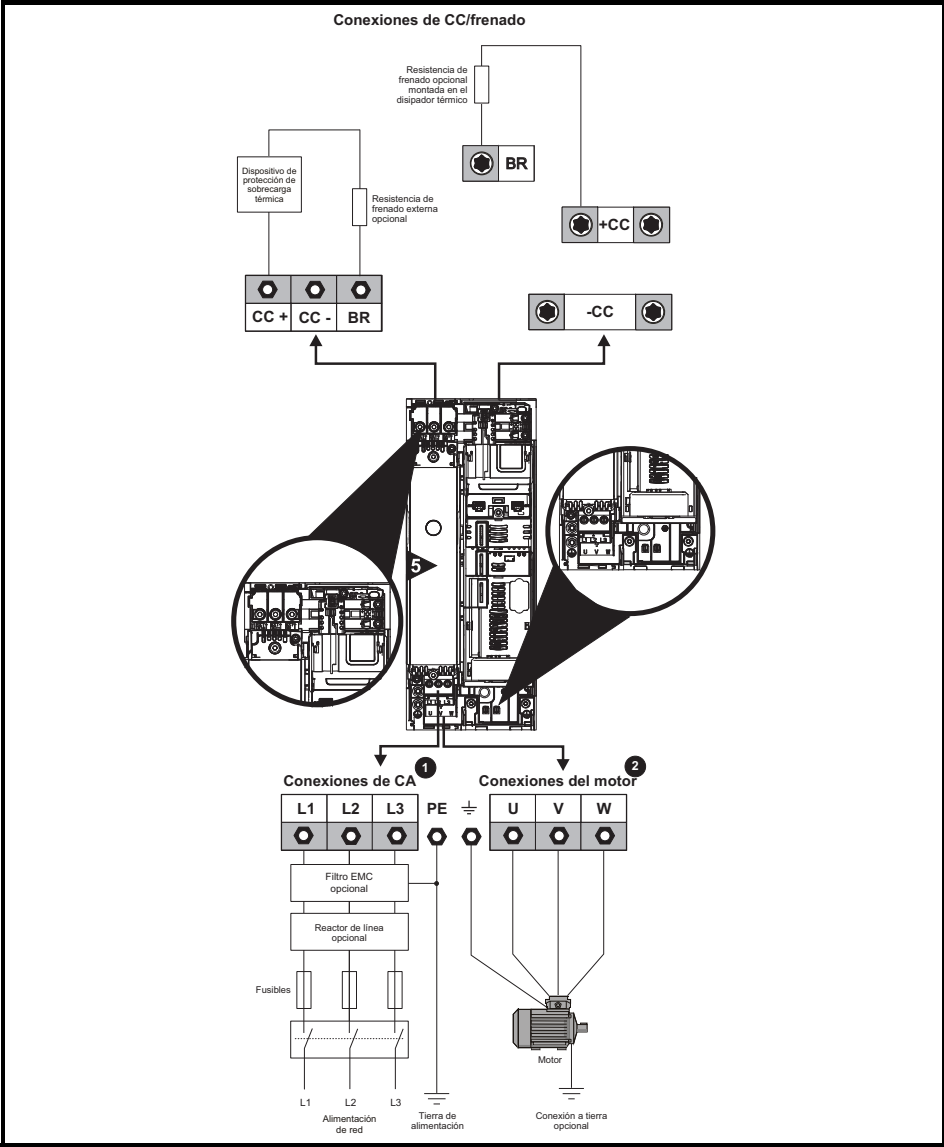 Conexiones de CC/frenado
Resistencia de
frenado opcional
montada en el
disipador térmico
BR
Dispositivo de
protección de
sobrecarga
térmica
Resistencia de
frenado externa
opcional
+CC
CC + CC - BR
-CC
5
U V W
L1 L2 L3
U V W
Conexiones de CA 1
Conexiones del motor 2
L1 L2 L3 PE U V W
Filtro EMC
opcional
Reactor de línea
opcional
Fusibles
Motor
L1 L2 L3
Alimentación
de red
Tierra de
alimentación
Conexión a tierra
opcional